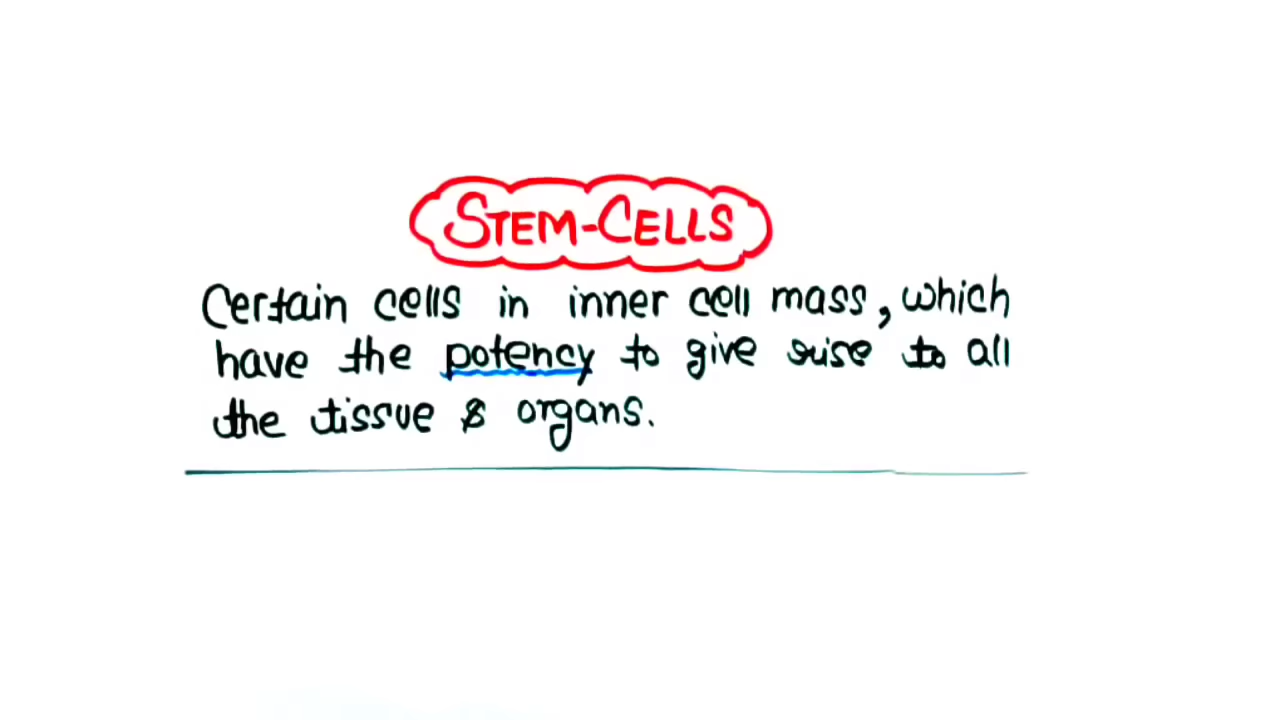 STEM-CELLS
Certain cells in inner cell mass, which
have the potency to give rise to all
the tissue & organs.